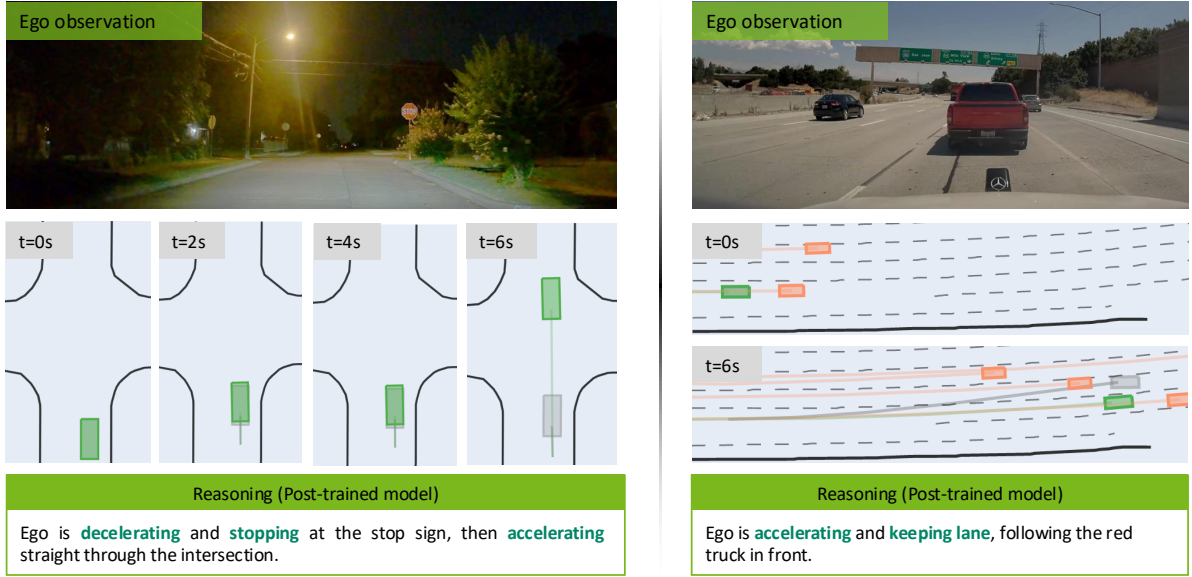 Ego observation
STOP
t=0s
t=2s
t=4s
t=6s
Reasoning (Post-trained model)
Ego is decelerating and stopping at the stop sign, then accelerating
straight through the intersection.
Ego observation
t=0s
t=6s
Reasoning (Post-trained model)
Ego is accelerating and keeping lane, following the red
truck in front.